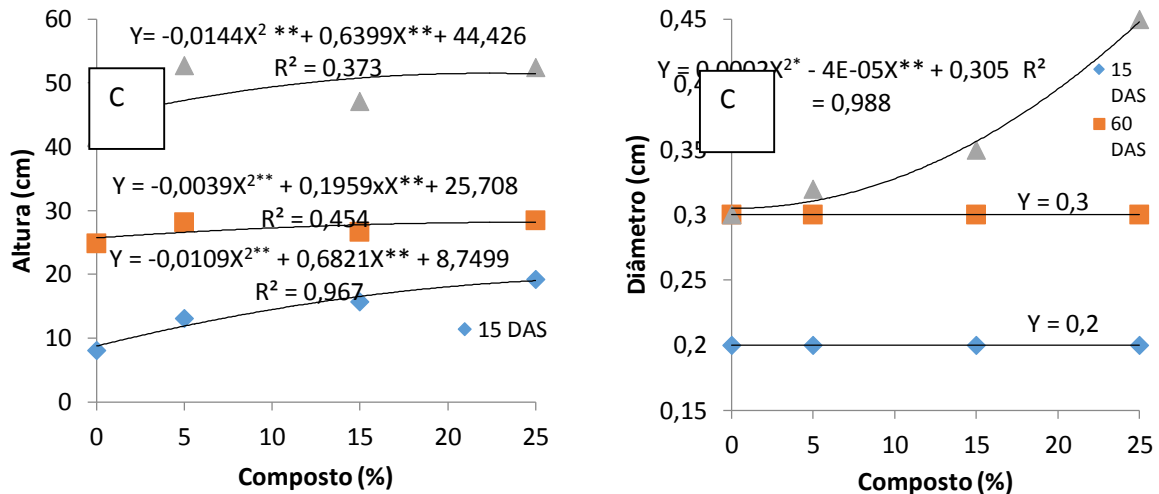 60
50
40
30
20
10
0
Altura (cm)
Y= -0,0144X² **+ 0,6399X**+ 44,426
R² = 0,373
C
Y = -0,0039X²** + 0,1959xX**+ 25,708
R² = 0,454
Y = -0,0109X²** + 0,6821X** + 8,7499
R² = 0,967
15 DAS
0 5 10 15 20 25
Composto (%)
0,45
0,35
0,3
0,25
0,2
0,15
Diâmetro (cm)
Y = 0,0002X²* - 4E-05X** + 0,305 R²
= 0,988
C
15
DAS
60
DAS
Y = 0,3
Y = 0,2
0 5 10 15 20 25
Composto (%)